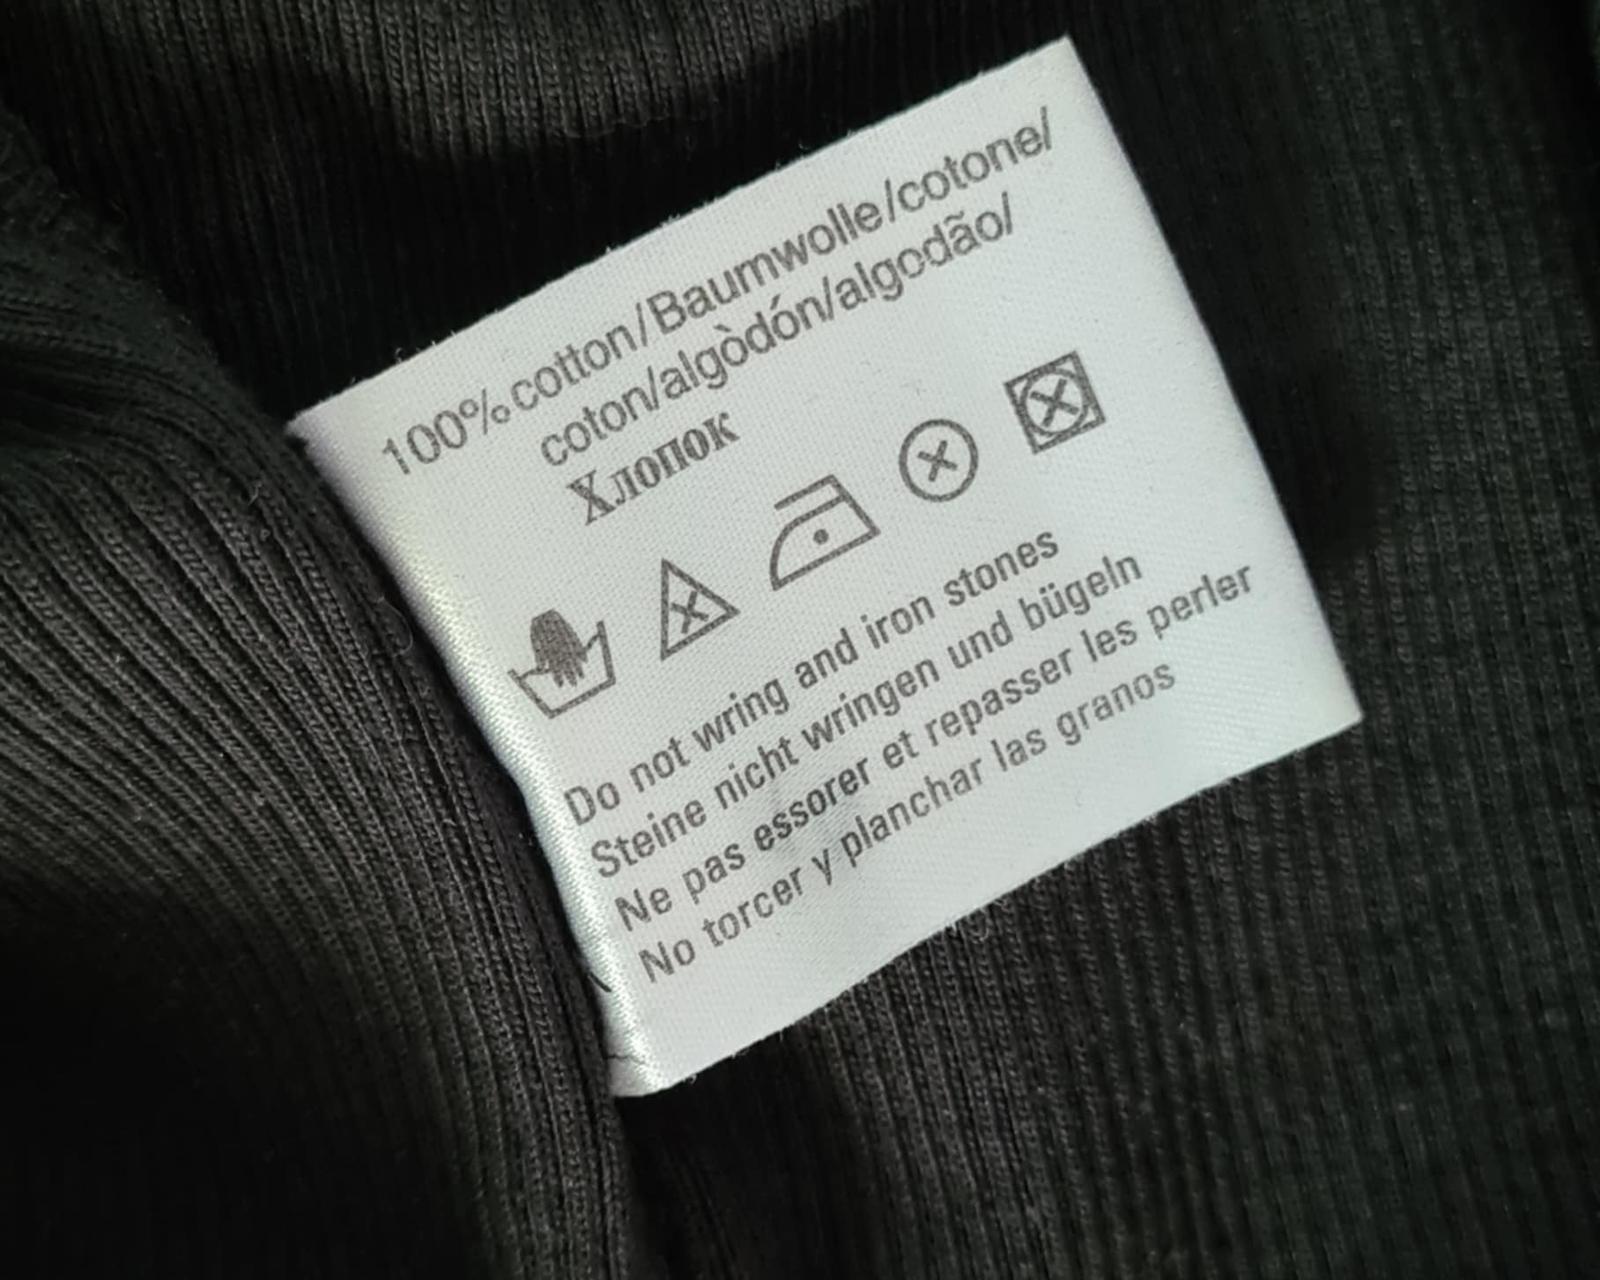 100% cotton/Baumwolle/cotone/
coton/algòdón/algodão/
Хлопок
Do not wring and iron stones
Steine nicht wringen und bügeln
Ne pas essorer et repasser les perler
No torcer y planchar las granos